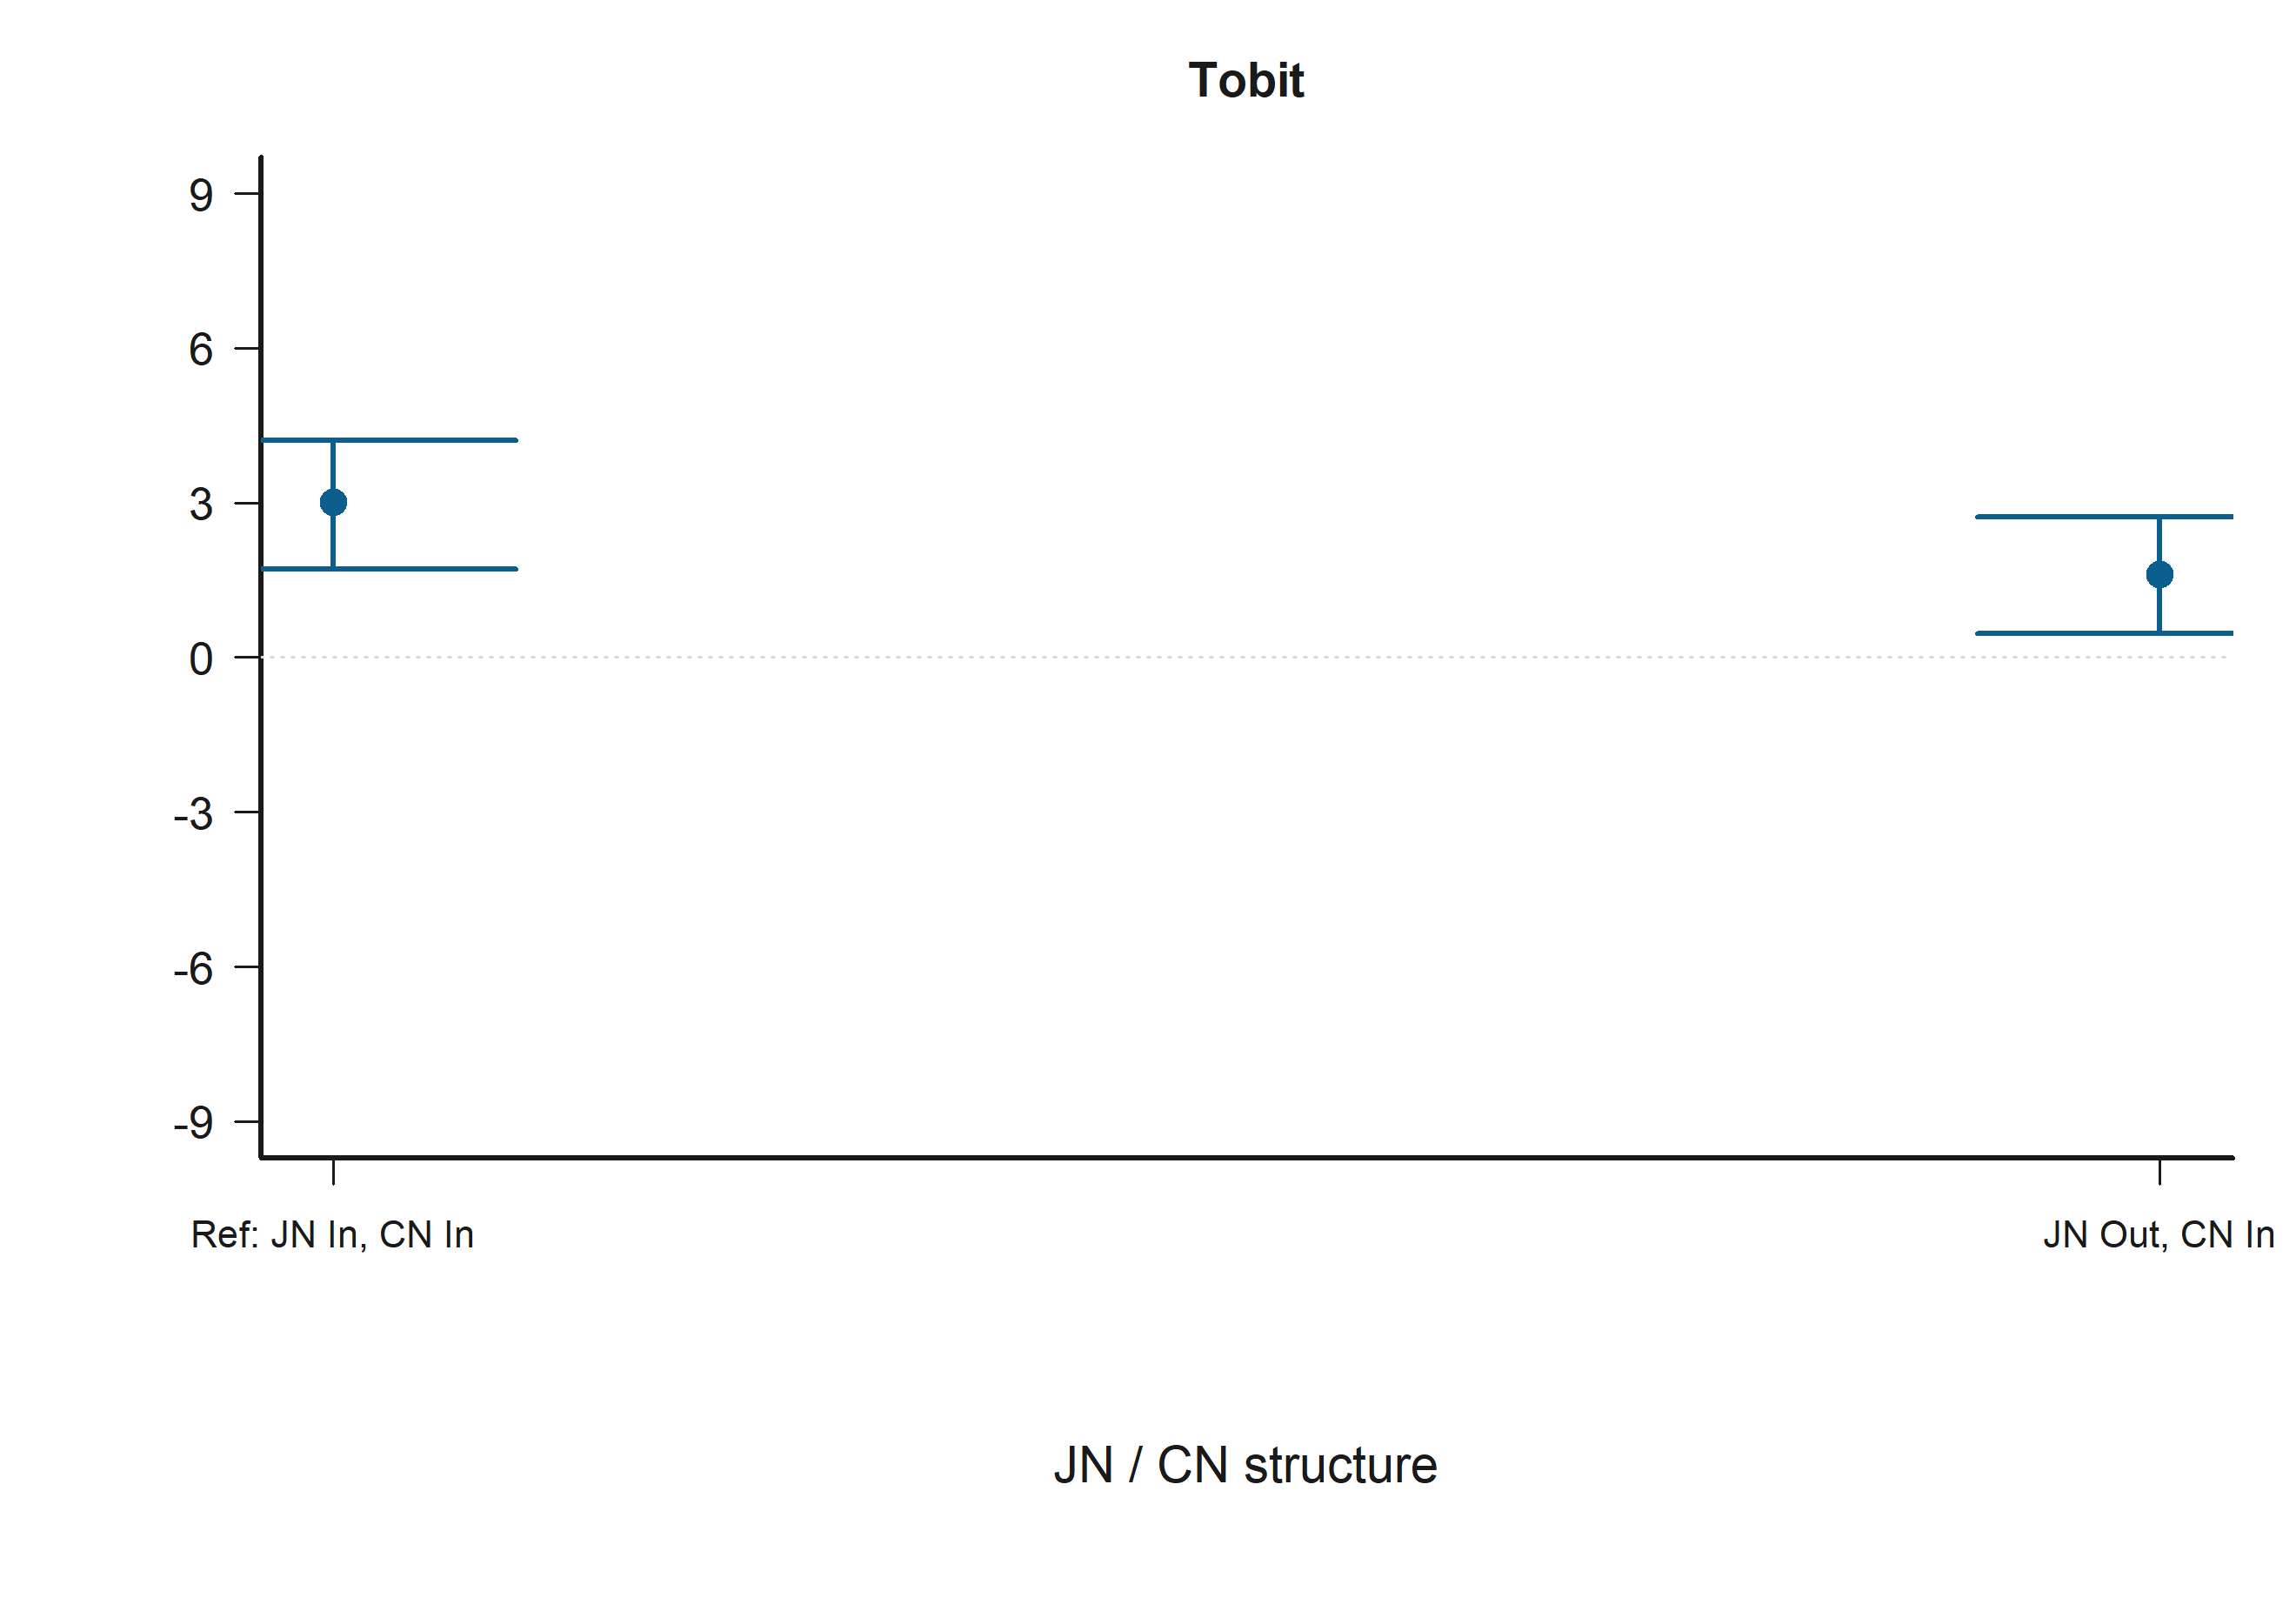 Tobit
9
6
3
0
-3
-6
-9
Ref: JN In, CN In
JN Out, CN In
JN / CN structure